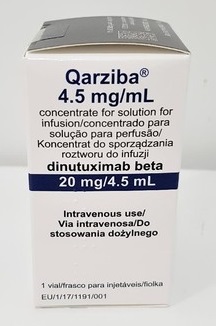 Qarziba®
4.5 mg/mL
concentrate for solution for
infusion/concentrado para
solução para perfusão/
Koncentrat do sporządzania
roztworu do infuzji
dinutuximab beta
20 mg/4.5 mL
Intravenous use/
Via intravenosa/Do
stosowania dożylnego
1 vial/frasco para injetáveis/fiolka
EU/1/17/1191/001